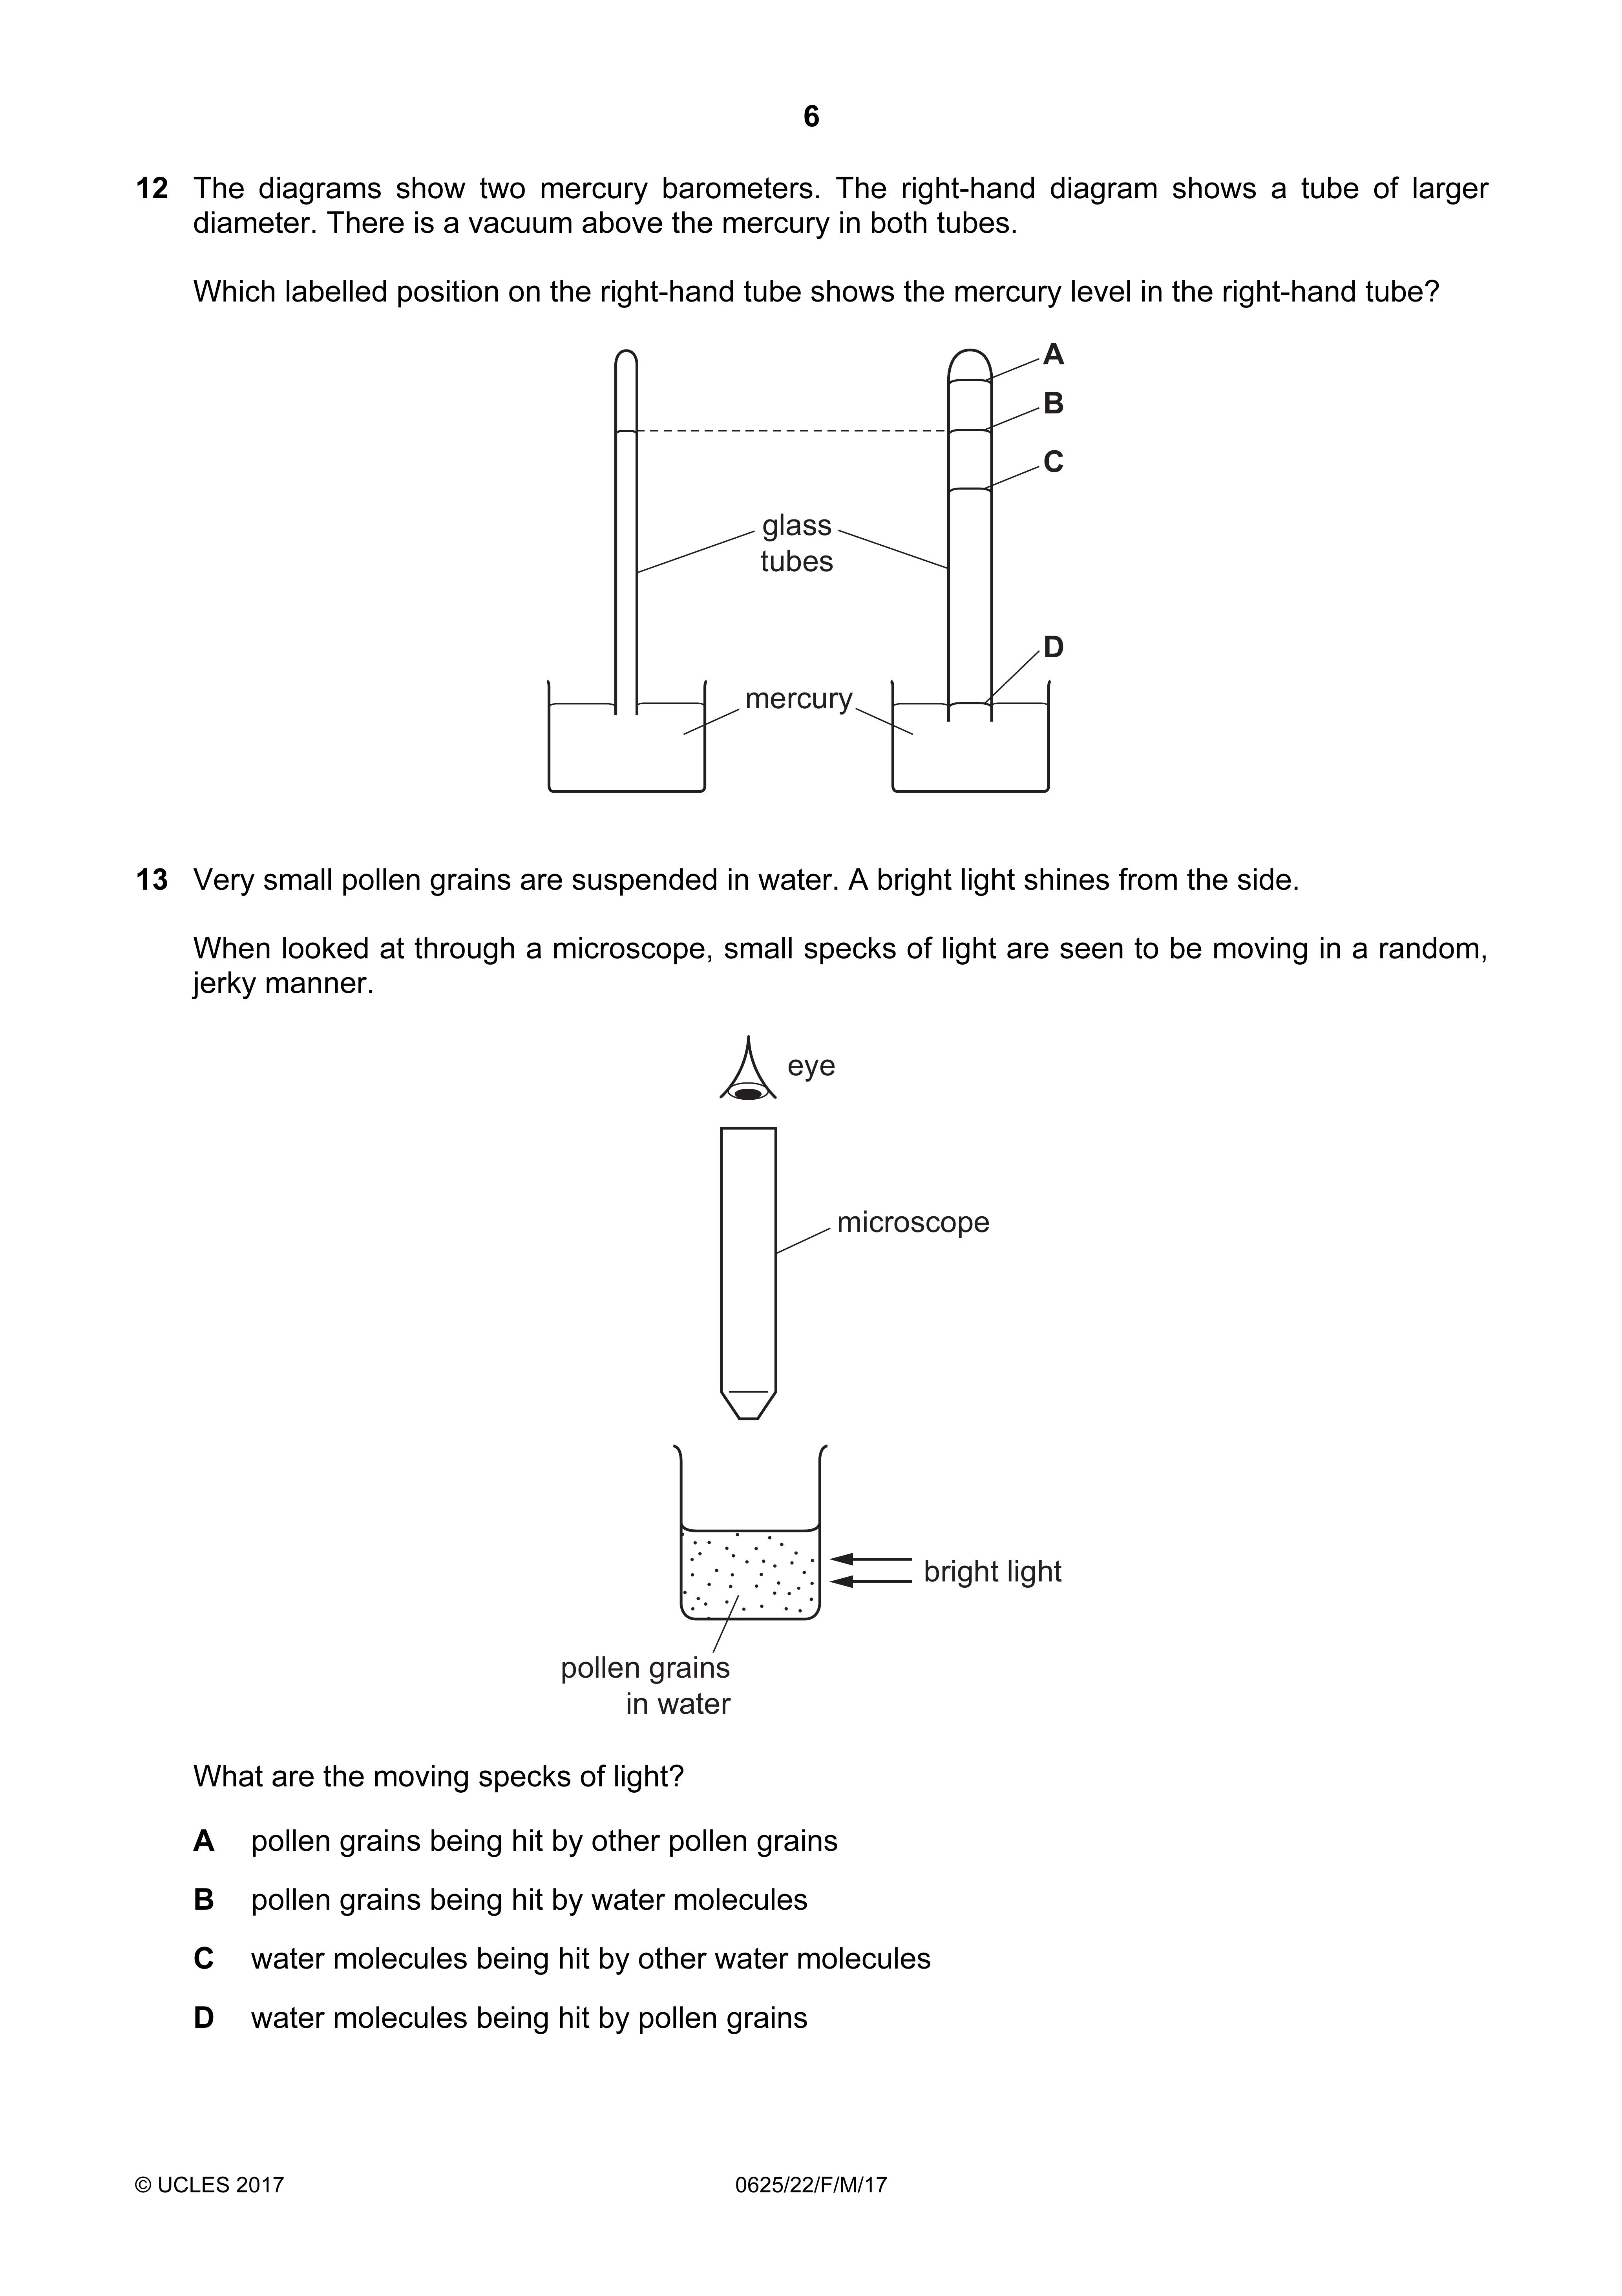 6
12 The diagrams show two mercury barometers. The right-hand diagram shows a tube of larger
diameter. There is a vacuum above the mercury in both tubes.
Which labelled position on the right-hand tube shows the mercury level in the right-hand tube?
A
B
C
glass
tubes
D
mercury
13 Very small pollen grains are suspended in water. A bright light shines from the side.
When looked at through a microscope, small specks of light are seen to be moving in a random,
jerky manner.
eye
microscope
bright light
pollen grains
in water
What are the moving specks of light?
A pollen grains being hit by other pollen grains
B pollen grains being hit by water molecules
C water molecules being hit by other water molecules
D water molecules being hit by pollen grains
© UCLES 2017 0625/22/F/M/17